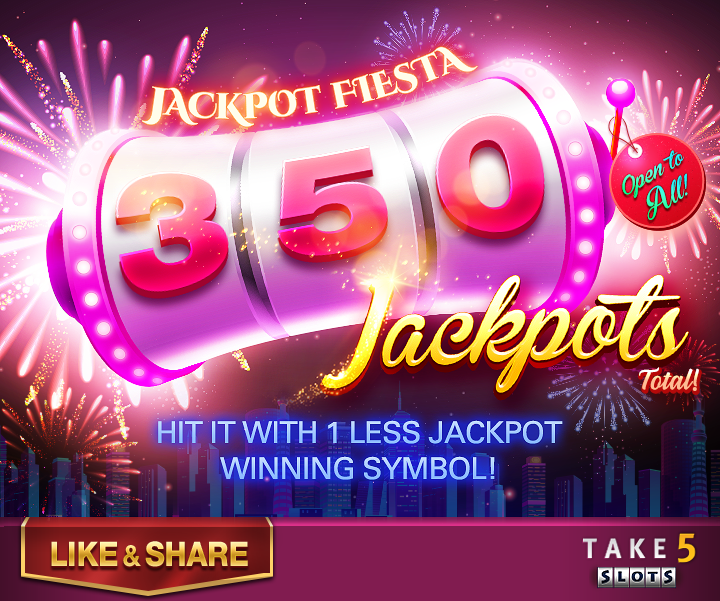 JACKPOT FIESTA
350
Open to
All!
Jackpots
Total!
HIT IT WITH 1 LESS JACKPOT
WINNING SYMBOL!
LIKE & SHARE
TAKE 5
SLOTS